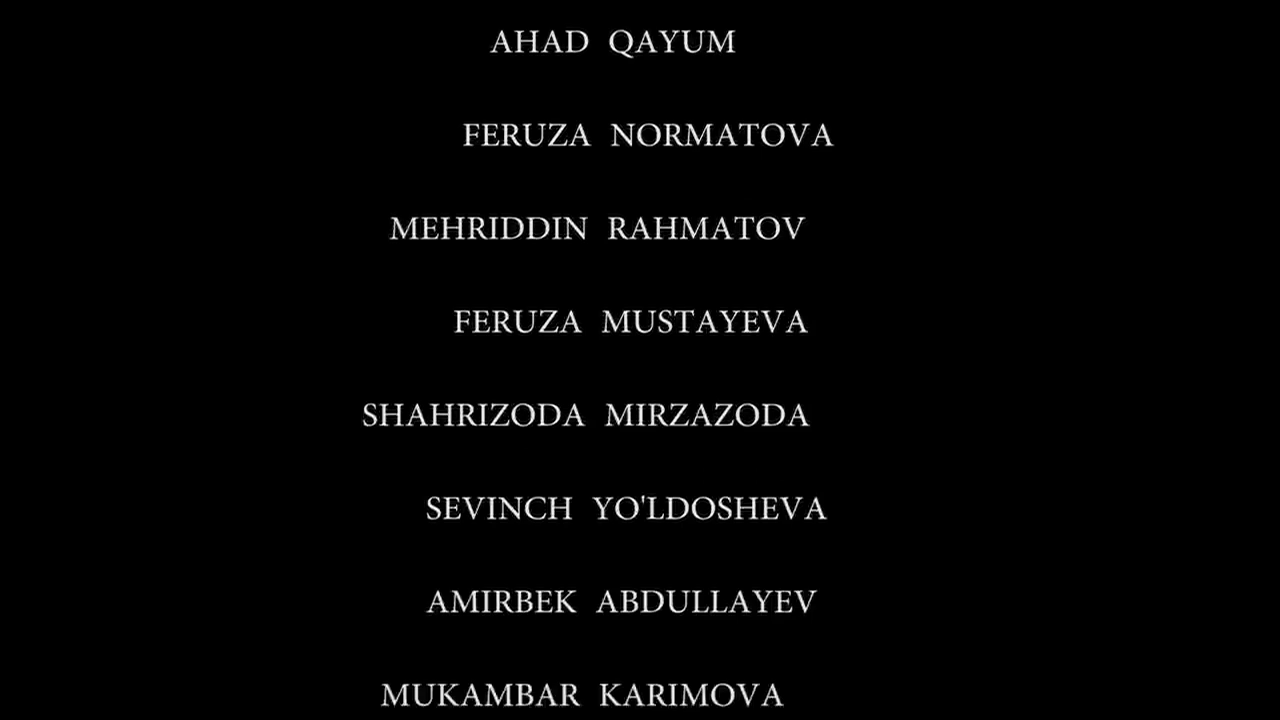 AHAD QAYUM
FERUZA NORMATOVA
MEHRIDDIN RAHMATOV
FERUZA MUSTAYEVA
SHAHRIZODA MIRZAZODA
SEVINCH YO'LDOSHEVA
AMIRBEK ABDULLAYEV
MUKAMBAR KARIMOVA